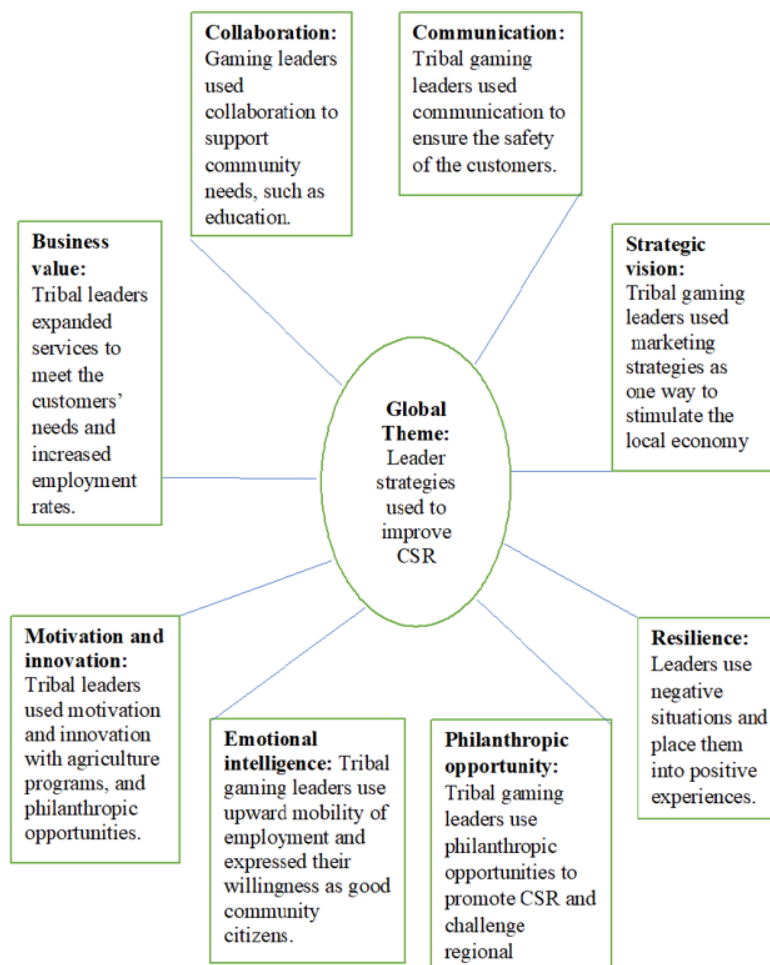 Collaboration:
Gaming leaders
used
collaboration to
support
community
needs, such as
education.
Communication:
Tribal gaming
leaders used
communication to
ensure the safety
of the customers.
Business
value:
Tribal leaders
expanded
services to
meet the
customers’
needs and
increased
employment
rates.
Strategic
vision:
Tribal gaming
leaders used
marketing
strategies as
one way to
stimulate the
local economy
Global
Theme:
Leader
strategies
used to
improve
CSR
Motivation and
innovation:
Tribal leaders
used motivation
and innovation
with agriculture
programs, and
philanthropic
opportunities.
Emotional
intelligence: Tribal
gaming leaders use
upward mobility of
employment and
expressed their
willingness as good
community
citizens.
Philanthropic
opportunity:
Tribal gaming
leaders use
philanthropic
opportunities to
promote CSR and
challenge
regional
Resilience:
Leaders use
negative
situations and
place them
into positive
experiences.